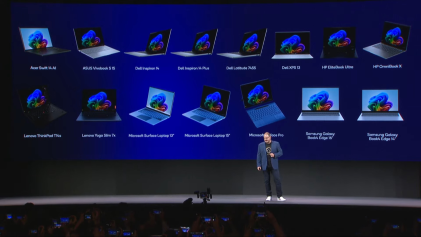 Acer Swift 14 AI
ASUS Vivobook S 15
Dell Inspiron 14
Dell Inspiron 14 Plus
Dell Latitude 7455
Dell XPS 13
HP EliteBook Ultra
HP OmniBook X
Lenovo ThinkPad T14s
Lenovo Yoga Slim 7x
Microsoft Surface Laptop 13"
Microsoft Surface Laptop 15"
Microsoft Surface Pro
Samsung Galaxy
Book4 Edge 14"
Samsung Galaxy
Book4 Edge 16"